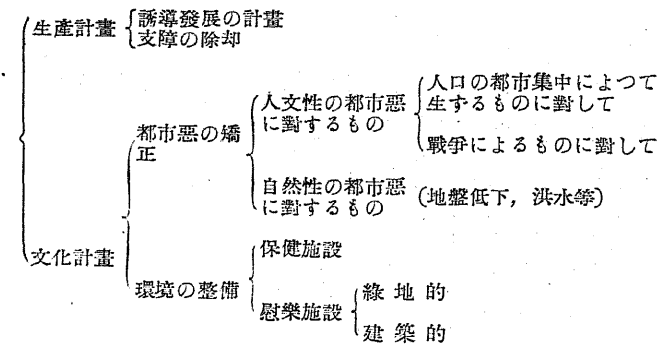 生產計畫
誘導發展の計畫
支障の除却
文化計畫
都市惡の矯
正
人文性の都市惡
に對するもの
人口の都市集中によつて
生ずるものに對して
戰爭によるものに對して
自然性の都市惡
に對するもの
(地盤低下，洪水等)
環境の整備
保健施設
慰樂施設
綠地的
建築的